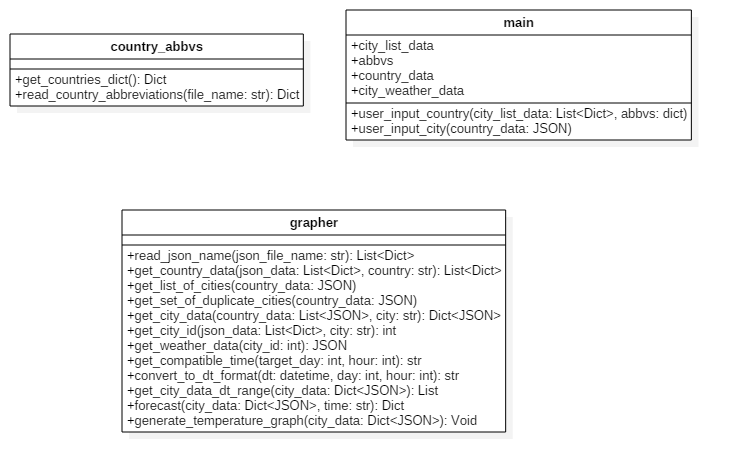 country_abbvs
+get_countries_dict(): Dict
+read_country_abbreviations(file_name: str): Dict
main
+city_list_data
+abbvs
+country_data
+city_weather_data
+user_input_country(city_list_data: List<Dict>, abbvs: dict)
+user_input_city(country_data: JSON)
grapher
+read_json_name(json_file_name: str): List<Dict>
+get_country_data(json_data: List<Dict>, country: str): List<Dict>
+get_list_of_cities(country_data: JSON)
+get_set_of_duplicate_cities(country_data: JSON)
+get_city_data(country_data: List<JSON>, city: str): Dict<JSON>
+get_city_id(json_data: List<Dict>, city: str): int
+get_weather_data(city_id: int): JSON
+get_compatible_time(target_day: int, hour: int): str
+convert_to_dt_format(dt: datetime, day: int, hour: int): str
+get_city_data_dt_range(city_data: Dict<JSON>): List
+forecast(city_data: Dict<JSON>, time: str): Dict
+generate_temperature_graph(city_data: Dict<JSON>): Void